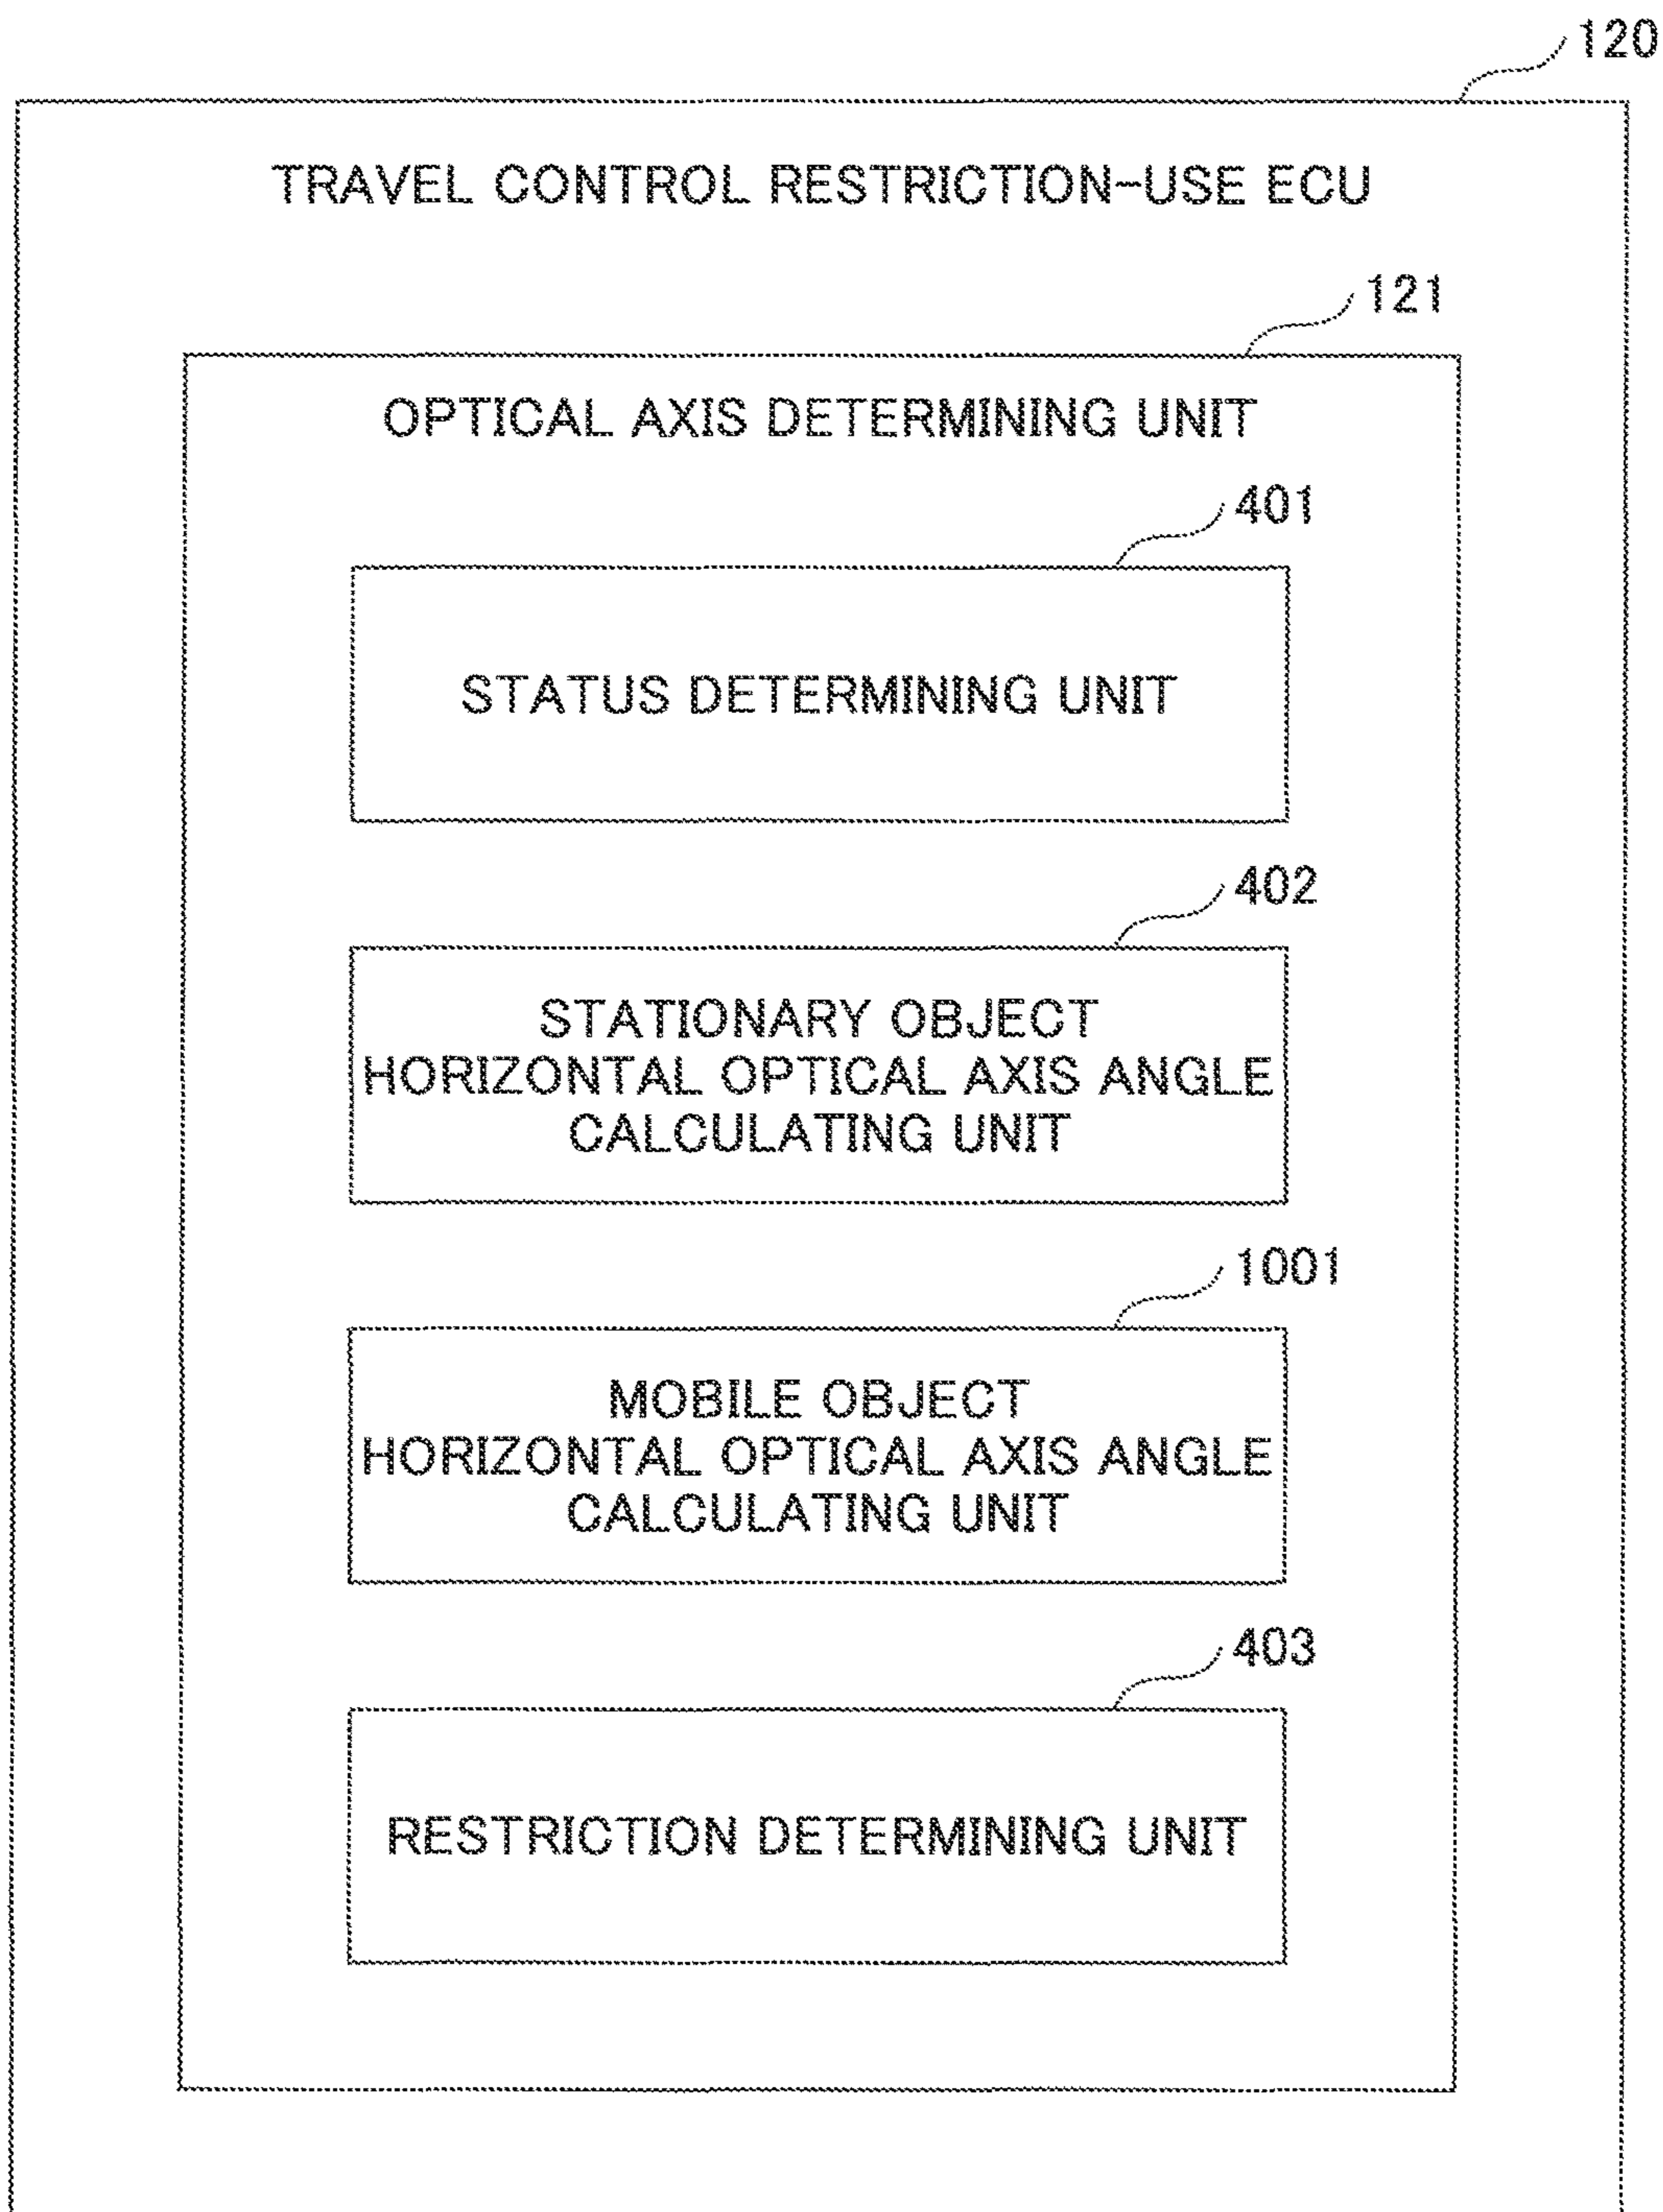 120
TRAVEL CONTROL RESTRICTION-USE ECU
121
OPTICAL AXIS DETERMINING UNIT
401
STATUS DETERMINING UNIT
402
STATIONARY OBJECT
HORIZONTAL OPTICAL AXIS ANGLE
CALCULATING UNIT
1001
MOBILE OBJECT
HORIZONTAL OPTICAL AXIS ANGLE
CALCULATING UNIT
403
RESTRICTION DETERMINING UNIT